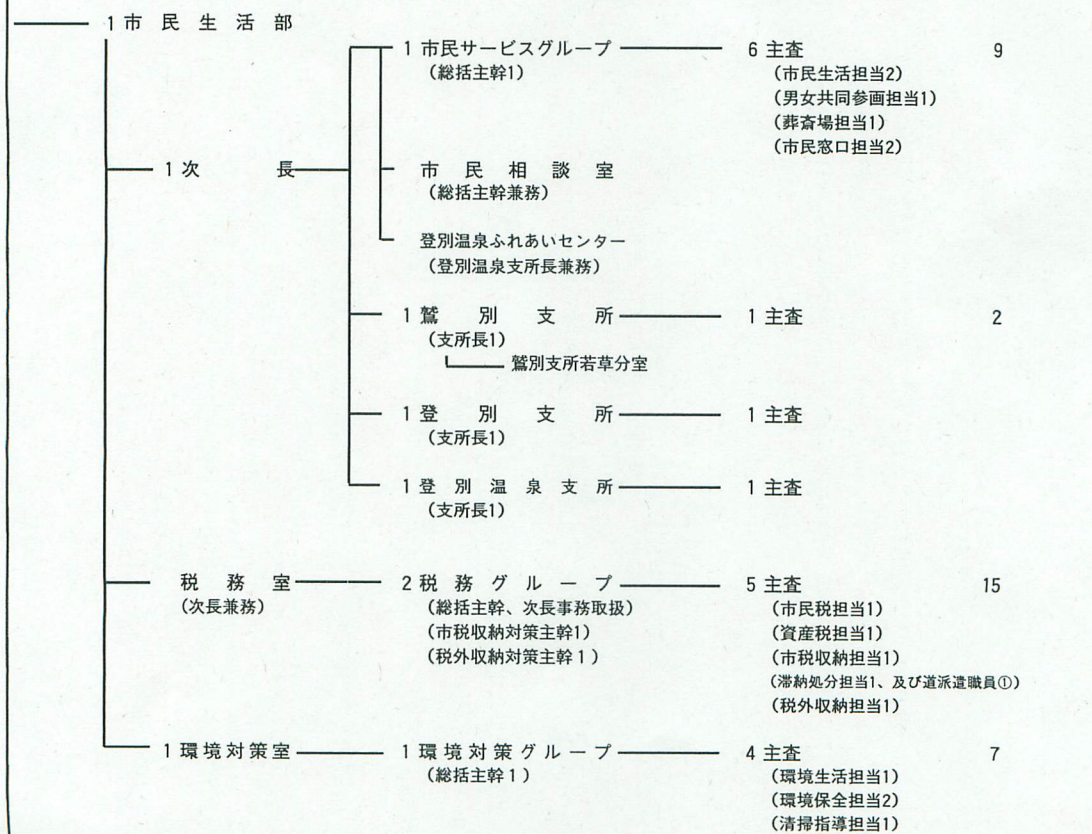 1 市民生活部
1 市民サービスグループ 6 主査 9
(総括主幹1) (市民生活担当2)
(男女共同参画担当1)
(葬斎場担当1)
(市民窓口担当2)
1 次長 市民相談室
(総括主幹兼務)
登別温泉ふれあいセンター
(登別温泉支所長兼務)
1 鷲別支所 1 主査 2
(支所長1)
鷲別支所若草分室
1 登別支所 1 主査
(支所長1)
1 登別温泉支所 1 主査
(支所長1)
税務室 2 税務グループ 5 主査 15
(次長兼務) (総括主幹、次長事務取扱) (市民税担当1)
(市税収納対策主幹1) (資産税担当1)
(税外収納対策主幹1) (市税収納担当1)
(滞納処分担当1、及び道派遣職員①)
(税外収納担当1)
1 環境対策室 1 環境対策グループ 4 主査 7
(総括主幹1) (環境生活担当1)
(環境保全担当2)
(清掃指導担当1)